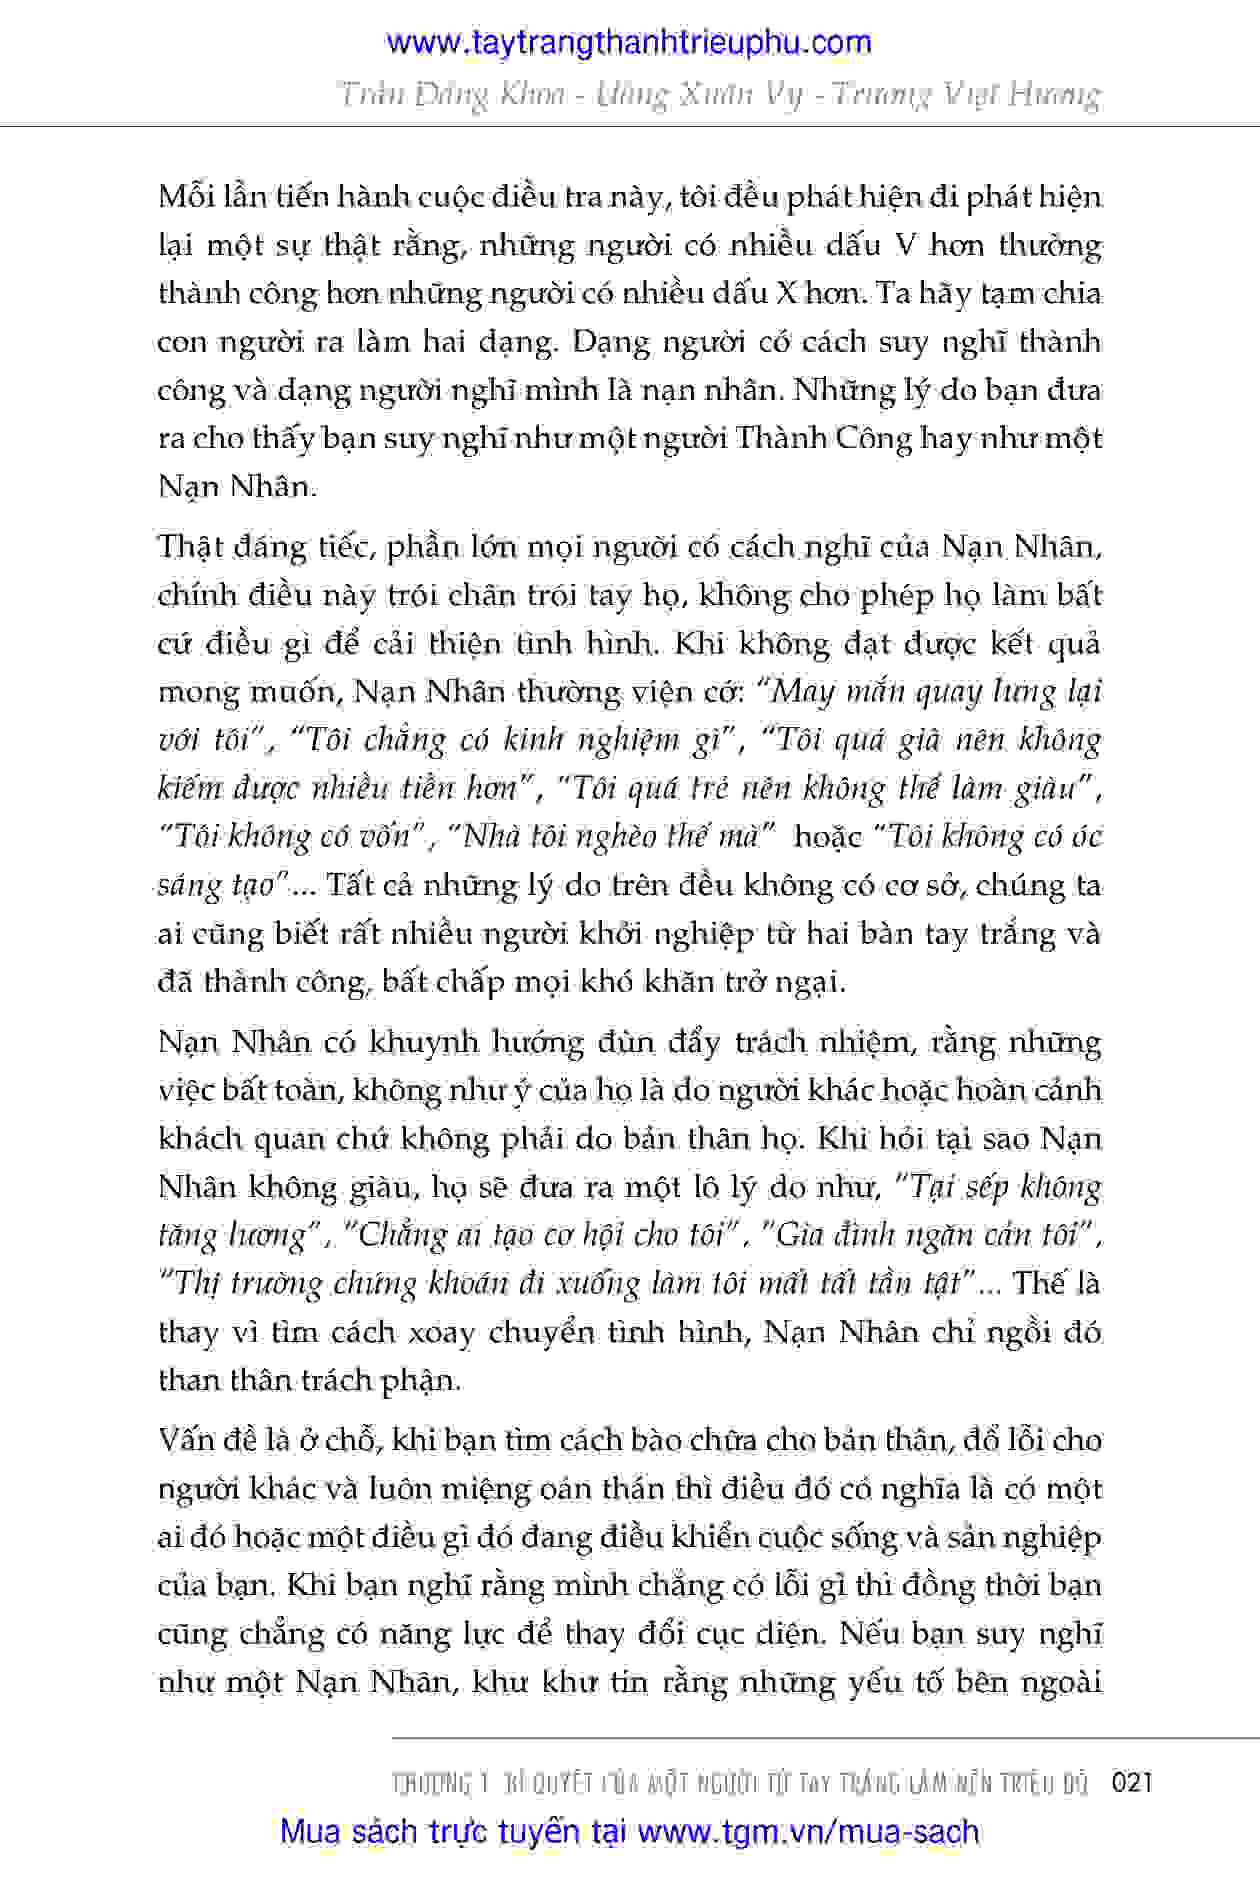 www.taytrangthanhtrieuphu.com
Trần Đăng Khoa - Uông Xuân Vy - Trương Việt Hương
Mỗi lần tiến hành cuộc điều tra này, tôi đều phát hiện đi phát hiện
lại một sự thật rằng, những người có nhiều dấu V hơn thường
thành công hơn những người có nhiều dấu X hơn. Ta hãy tạm chia
con người ra làm hai dạng. Dạng người có cách suy nghĩ thành
công và dạng người nghĩ mình là nạn nhân. Những lý do bạn đưa
ra cho thấy bạn suy nghĩ như một người Thành Công hay như một
Nạn Nhân.
Thật đáng tiếc, phần lớn mọi người có cách nghĩ của Nạn Nhân,
chính điều này trói chân trói tay họ, không cho phép họ làm bất
cứ điều gì để cải thiện tình hình. Khi không đạt được kết quả
mong muốn, Nạn Nhân thường viện cớ: “May mắn quay lưng lại
với tôi”, “Tôi chẳng có kinh nghiệm gì”, “Tôi quá già nên không
kiếm được nhiều tiền hơn”, “Tôi quá trẻ nên không thể làm giàu”,
“Tôi không có vốn”, “Nhà tôi nghèo thế mà” hoặc “Tôi không có óc
sáng tạo”... Tất cả những lý do trên đều không có cơ sở, chúng ta
ai cũng biết rất nhiều người khởi nghiệp từ hai bàn tay trắng và
đã thành công, bất chấp mọi khó khăn trở ngại.
Nạn Nhân có khuynh hướng đùn đẩy trách nhiệm, rằng những
việc bất toàn, không như ý của họ là do người khác hoặc hoàn cảnh
khách quan chứ không phải do bản thân họ. Khi hỏi tại sao Nạn
Nhân không giàu, họ sẽ đưa ra một lô lý do như, “Tại sếp không
tăng lương”, “Chẳng ai tạo cơ hội cho tôi”, “Gia đình ngăn cản tôi”,
“Thị trường chứng khoán đi xuống làm tôi mất tất tần tật”... Thế là
thay vì tìm cách xoay chuyển tình hình, Nạn Nhân chỉ ngồi đó
than thân trách phận.
Vấn đề là ở chỗ, khi bạn tìm cách bào chữa cho bản thân, đổ lỗi cho
người khác và luôn miệng oán thán thì điều đó có nghĩa là có một
ai đó hoặc một điều gì đó đang điều khiển cuộc sống và sản nghiệp
của bạn. Khi bạn nghĩ rằng mình chẳng có lỗi gì thì đồng thời bạn
cũng chẳng có năng lực để thay đổi cục diện. Nếu bạn suy nghĩ
như một Nạn Nhân, khư khư tin rằng những yếu tố bên ngoài
CHƯƠNG 1 BÍ QUYẾT CỦA MỘT NGƯỜI TỪ TAY TRẮNG LÀM NÊN TRIỆU ĐÔ 021
Mua sách trực tuyến tại www.tgm.vn/mua-sach